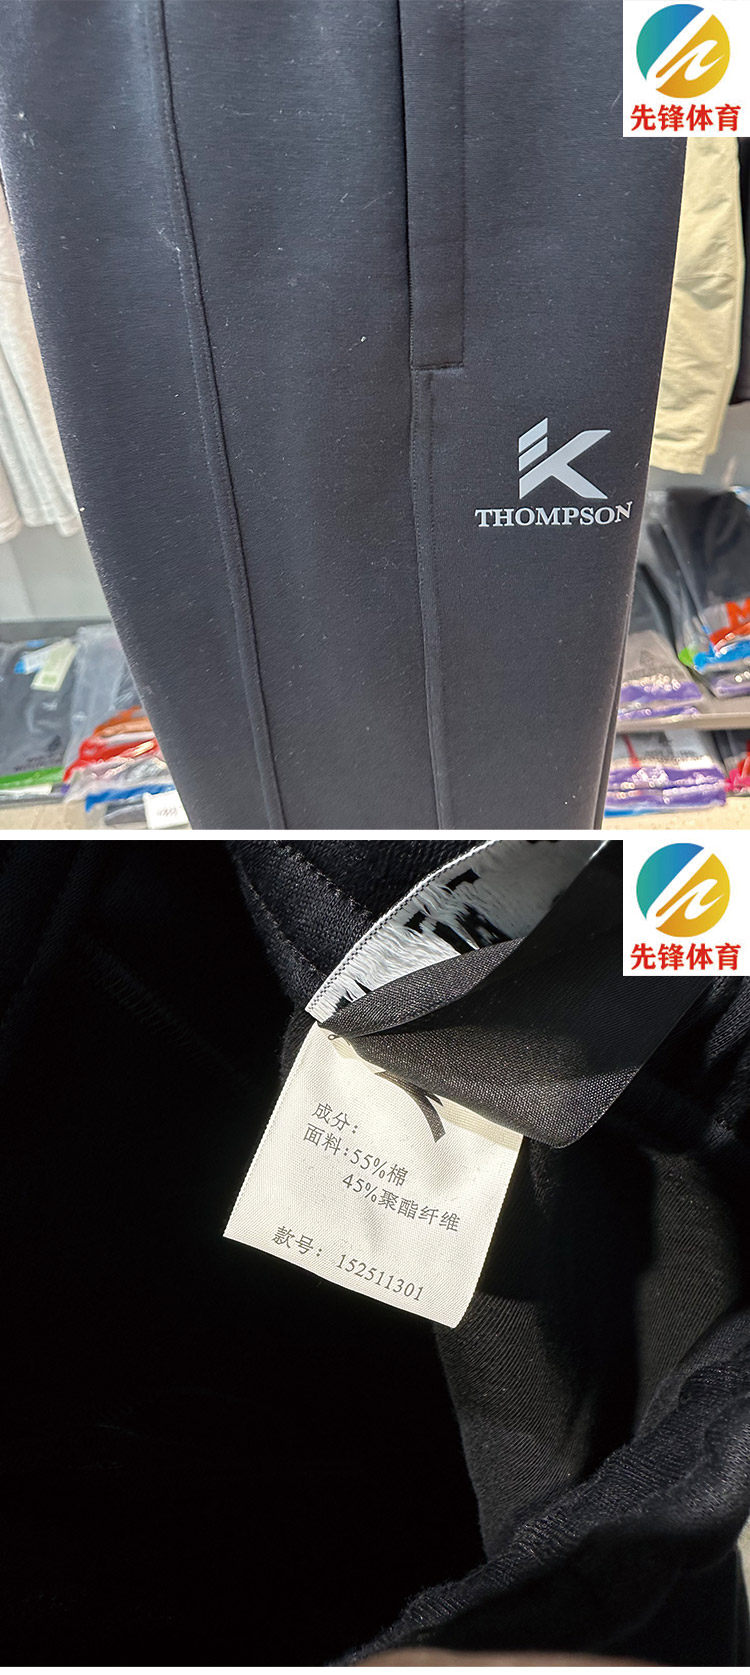 先锋体育
THOMPSON
先锋体育
成分:
面料:55%棉
45%聚酯纤维
款号: 152511301